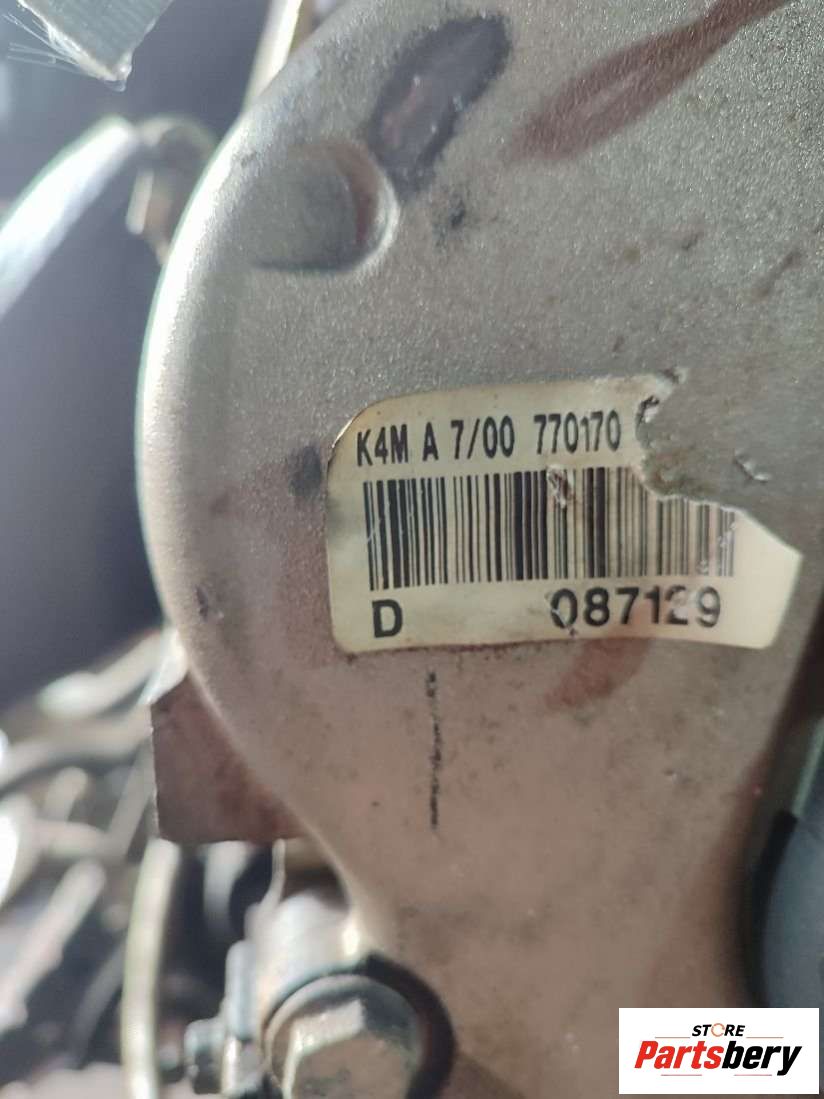 K4M A 7/00 770170
D 087129
STORE
Partsbery